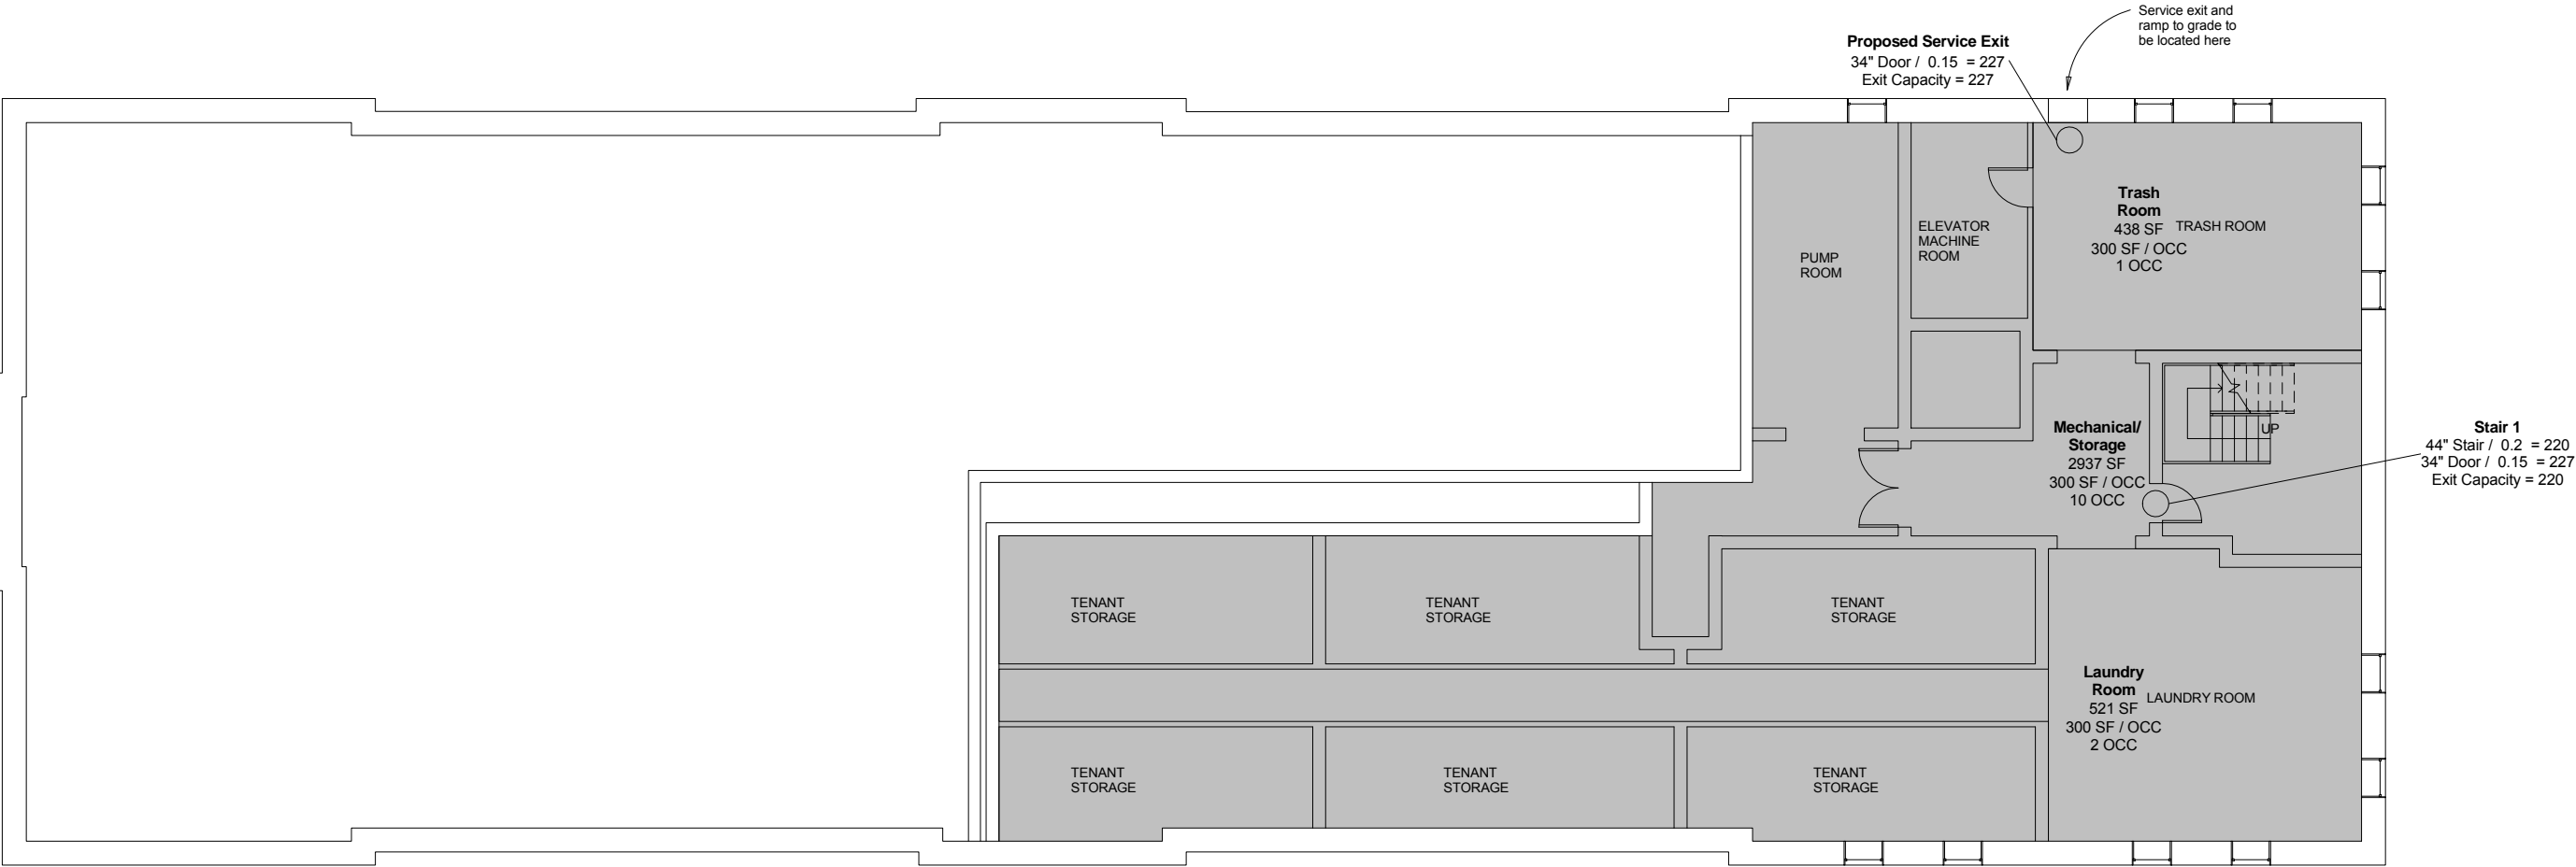 Service exit and
ramp to grade to
be located here
Proposed Service Exit
34" Door / 0.15 = 227
Exit Capacity = 227
Trash
Room
438 SF
300 SF / OCC
1 OCC
TRASH ROOM
ELEVATOR
MACHINE
ROOM
PUMP
ROOM
Mechanical/
Storage
2937 SF
300 SF / OCC
10 OCC
UP
Stair 1
44" Stair / 0.2 = 220
34" Door / 0.15 = 227
Exit Capacity = 220
TENANT
STORAGE
TENANT
STORAGE
TENANT
STORAGE
Laundry
Room
521 SF
300 SF / OCC
2 OCC
LAUNDRY ROOM
TENANT
STORAGE
TENANT
STORAGE
TENANT
STORAGE